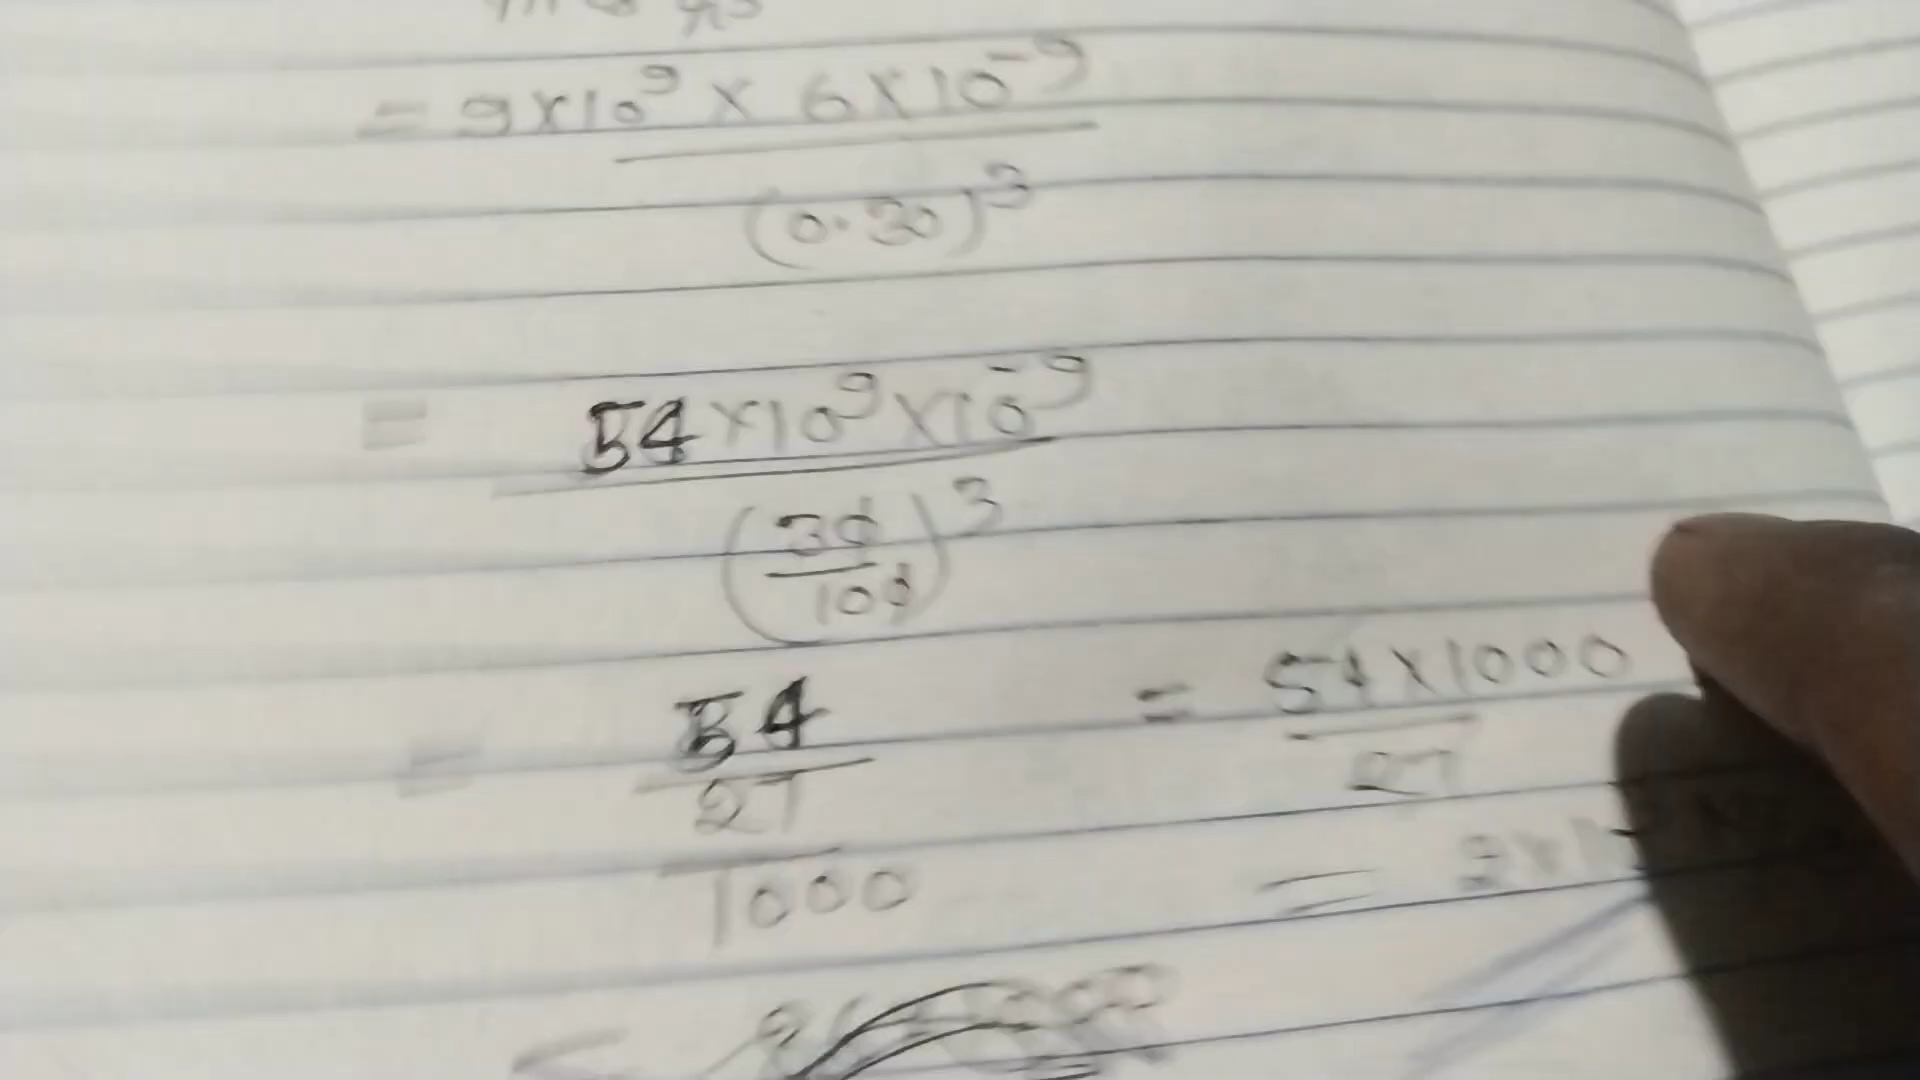 = 9×10⁹ × 6×10⁻⁹
(0.30)³
= 54×10⁹×10⁻⁹
(30/100)³
= 54 = 54×1000
27 27
1000 = 2×